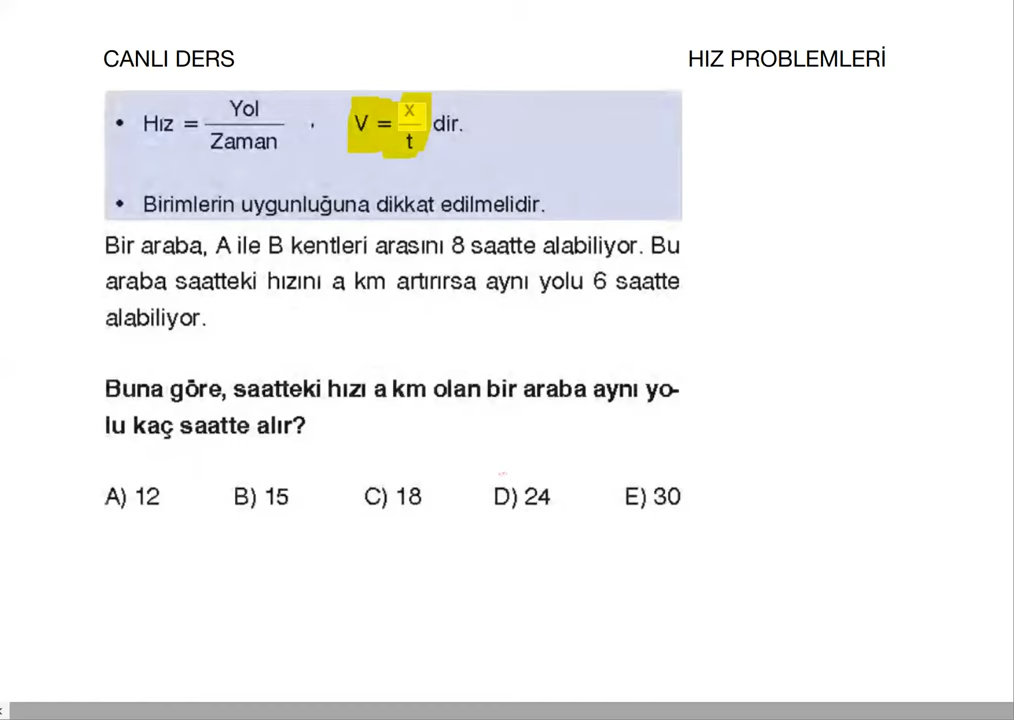 CANLI DERS HIZ PROBLEMLERİ
• Hız = Yol / Zaman , V = x / t dir.
• Birimlerin uygunluğuna dikkat edilmelidir.
Bir araba, A ile B kentleri arasını 8 saatte alabiliyor. Bu
araba saatteki hızını a km artırırsa aynı yolu 6 saatte
alabiliyor.
Buna göre, saatteki hızı a km olan bir araba aynı yo-
lu kaç saatte alır?
A) 12 B) 15 C) 18 D) 24 E) 30